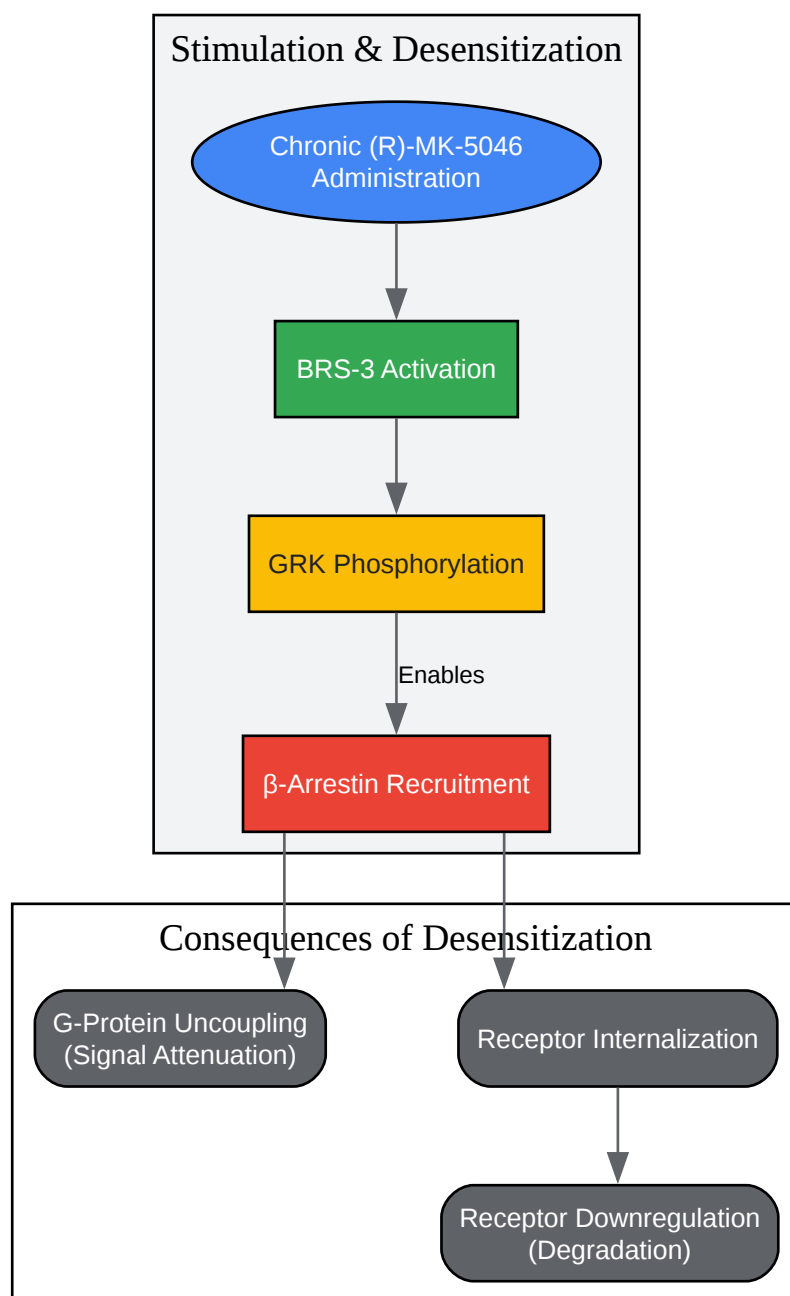 Stimulation & Desensitization
Chronic (R)-MK-5046
Administration
BRS-3 Activation
GRK Phosphorylation
Enables
β-Arrestin Recruitment
Consequences of Desensitization
G-Protein Uncoupling
(Signal Attenuation)
Receptor Internalization
Receptor Downregulation
(Degradation)